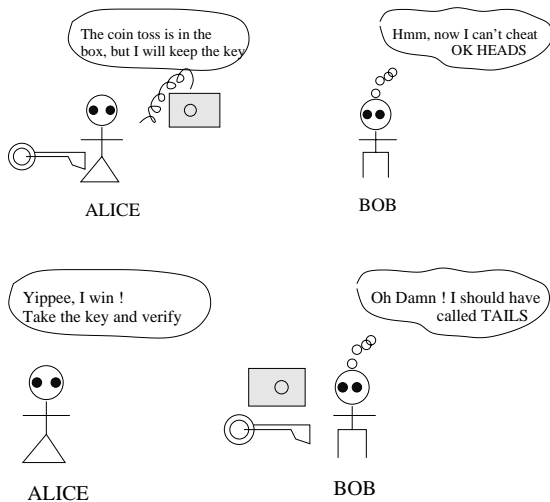 The coin toss is in the
box, but I will keep the key
Hmm, now I can't cheat
OK HEADS
ALICE
BOB
Yippee, I win !
Take the key and verify
Oh Damn ! I should have
called TAILS
ALICE
BOB